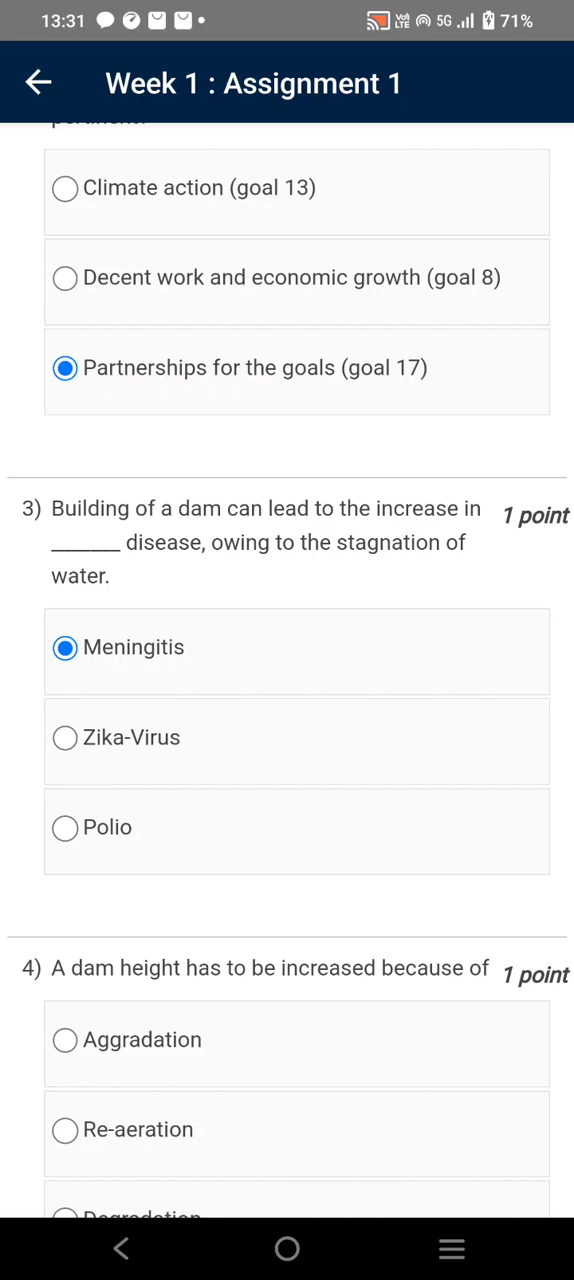 13:31
Vo) LTE 5G 71%
Week 1 : Assignment 1
Climate action (goal 13)
Decent work and economic growth (goal 8)
Partnerships for the goals (goal 17)
3) Building of a dam can lead to the increase in 1 point
_______ disease, owing to the stagnation of
water.
Meningitis
Zika-Virus
Polio
4) A dam height has to be increased because of 1 point
Aggradation
Re-aeration
Degradation